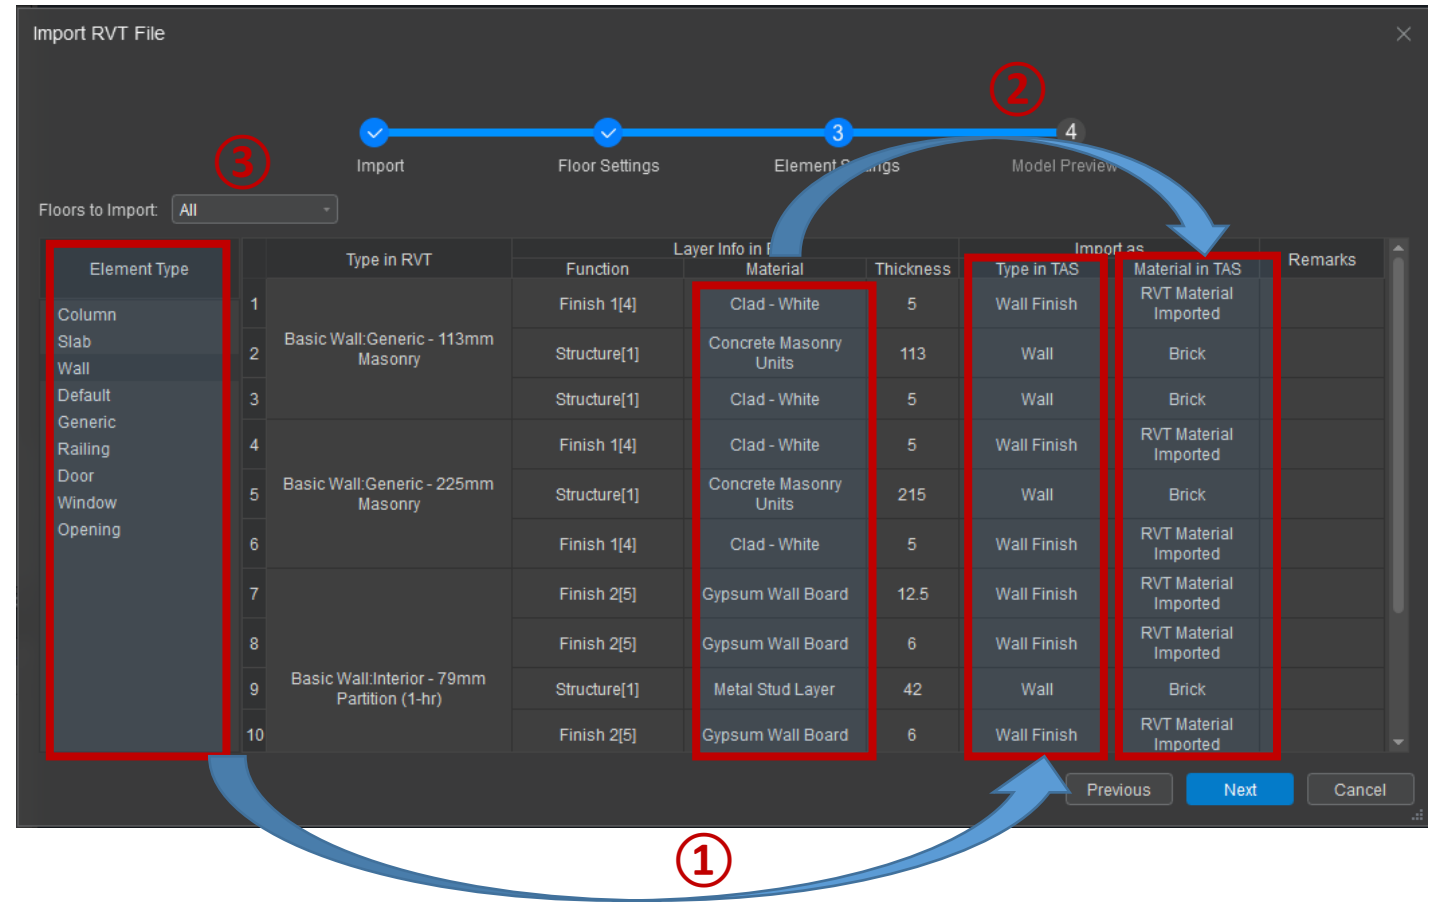 Import RVT File
②
3
4
Import
Floor Settings
Element Se ings
Model Preview
③
Floors to Import: All
Element Type
Type in RVT
Layer Info in
Import as
Remarks
Function
Material
Thickness
Type in TAS
Material in TAS
Column
Slab
Wall
Default
Generic
Railing
Door
Window
Opening
1
Basic Wall:Generic - 113mm
Masonry
Finish 1[4]
Clad - White
5
Wall Finish
RVT Material
Imported
2
Structure[1]
Concrete Masonry
Units
113
Wall
Brick
3
Structure[1]
Clad - White
5
Wall
Brick
4
Basic Wall:Generic - 225mm
Masonry
Finish 1[4]
Clad - White
5
Wall Finish
RVT Material
Imported
5
Structure[1]
Concrete Masonry
Units
215
Wall
Brick
6
Finish 1[4]
Clad - White
5
Wall Finish
RVT Material
Imported
7
Basic Wall:Interior - 79mm
Partition (1-hr)
Finish 2[5]
Gypsum Wall Board
12.5
Wall Finish
RVT Material
Imported
8
Finish 2[5]
Gypsum Wall Board
6
Wall Finish
RVT Material
Imported
9
Structure[1]
Metal Stud Layer
42
Wall
Brick
10
Finish 2[5]
Gypsum Wall Board
6
Wall Finish
RVT Material
Imported
Previous
Next
Cancel
①